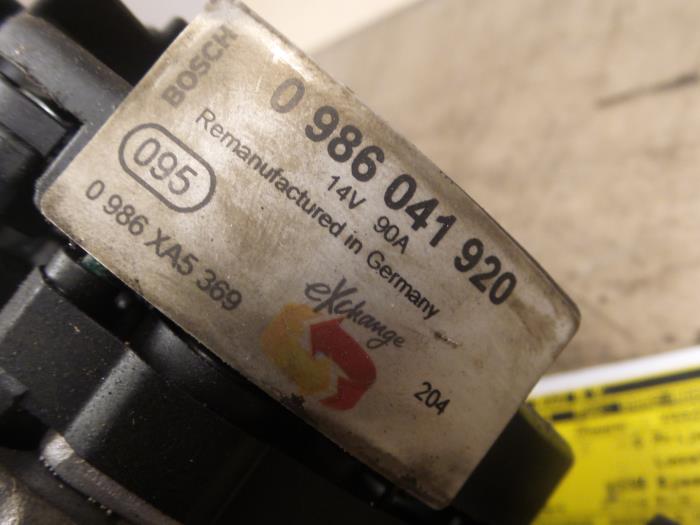 BOSCH
0 986 041 920
14V 90A
Remanufactured in Germany
095
0 986 XA5 369
eXchange
204